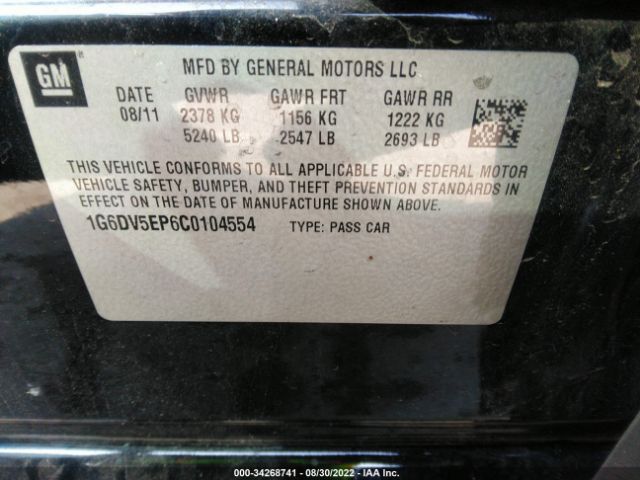 GM
MFD BY GENERAL MOTORS LLC
DATE GVWR GAWR FRT GAWR RR
08/11 2378 KG 1156 KG 1222 KG
5240 LB 2547 LB 2693 LB
THIS VEHICLE CONFORMS TO ALL APPLICABLE U.S. FEDERAL MOTOR
VEHICLE SAFETY, BUMPER, AND THEFT PREVENTION STANDARDS IN
EFFECT ON THE DATE OF MANUFACTURE SHOWN ABOVE.
1G6DV5EP6C0104554 TYPE: PASS CAR
000-34268741 - 08/30/2022 - IAA Inc.